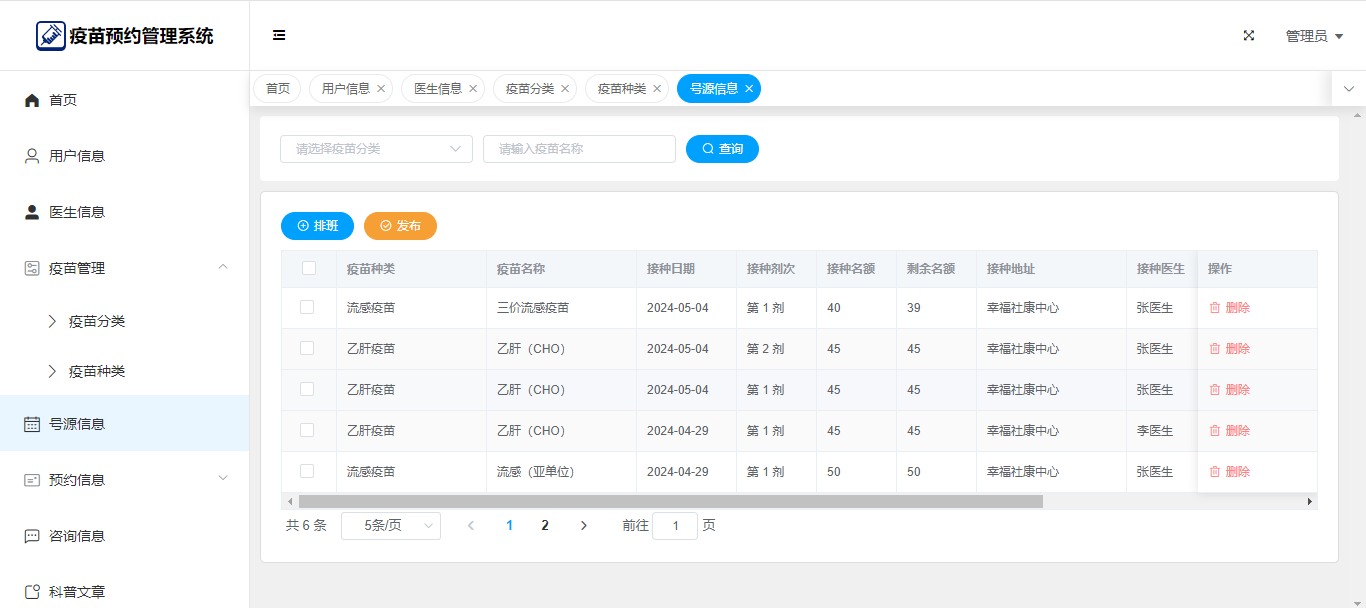 疫苗预约管理系统
管理员
首页 用户信息 医生信息 疫苗分类 疫苗种类 号源信息
首页
用户信息
医生信息
疫苗管理
疫苗分类
疫苗种类
号源信息
预约信息
咨询信息
科普文章
请选择疫苗分类 请输入疫苗名称 查询
排班 发布
疫苗种类 疫苗名称 接种日期 接种剂次 接种名额 剩余名额 接种地址 接种医生 操作
流感疫苗 三价流感疫苗 2024-05-04 第 1 剂 40 39 幸福社康中心 张医生 删除
乙肝疫苗 乙肝（CHO） 2024-05-04 第 2 剂 45 45 幸福社康中心 张医生 删除
乙肝疫苗 乙肝（CHO） 2024-05-04 第 1 剂 45 45 幸福社康中心 张医生 删除
乙肝疫苗 乙肝（CHO） 2024-04-29 第 1 剂 45 45 幸福社康中心 李医生 删除
流感疫苗 流感（亚单位） 2024-04-29 第 1 剂 50 50 幸福社康中心 张医生 删除
共 6 条 5条/页 1 2 前往 1 页